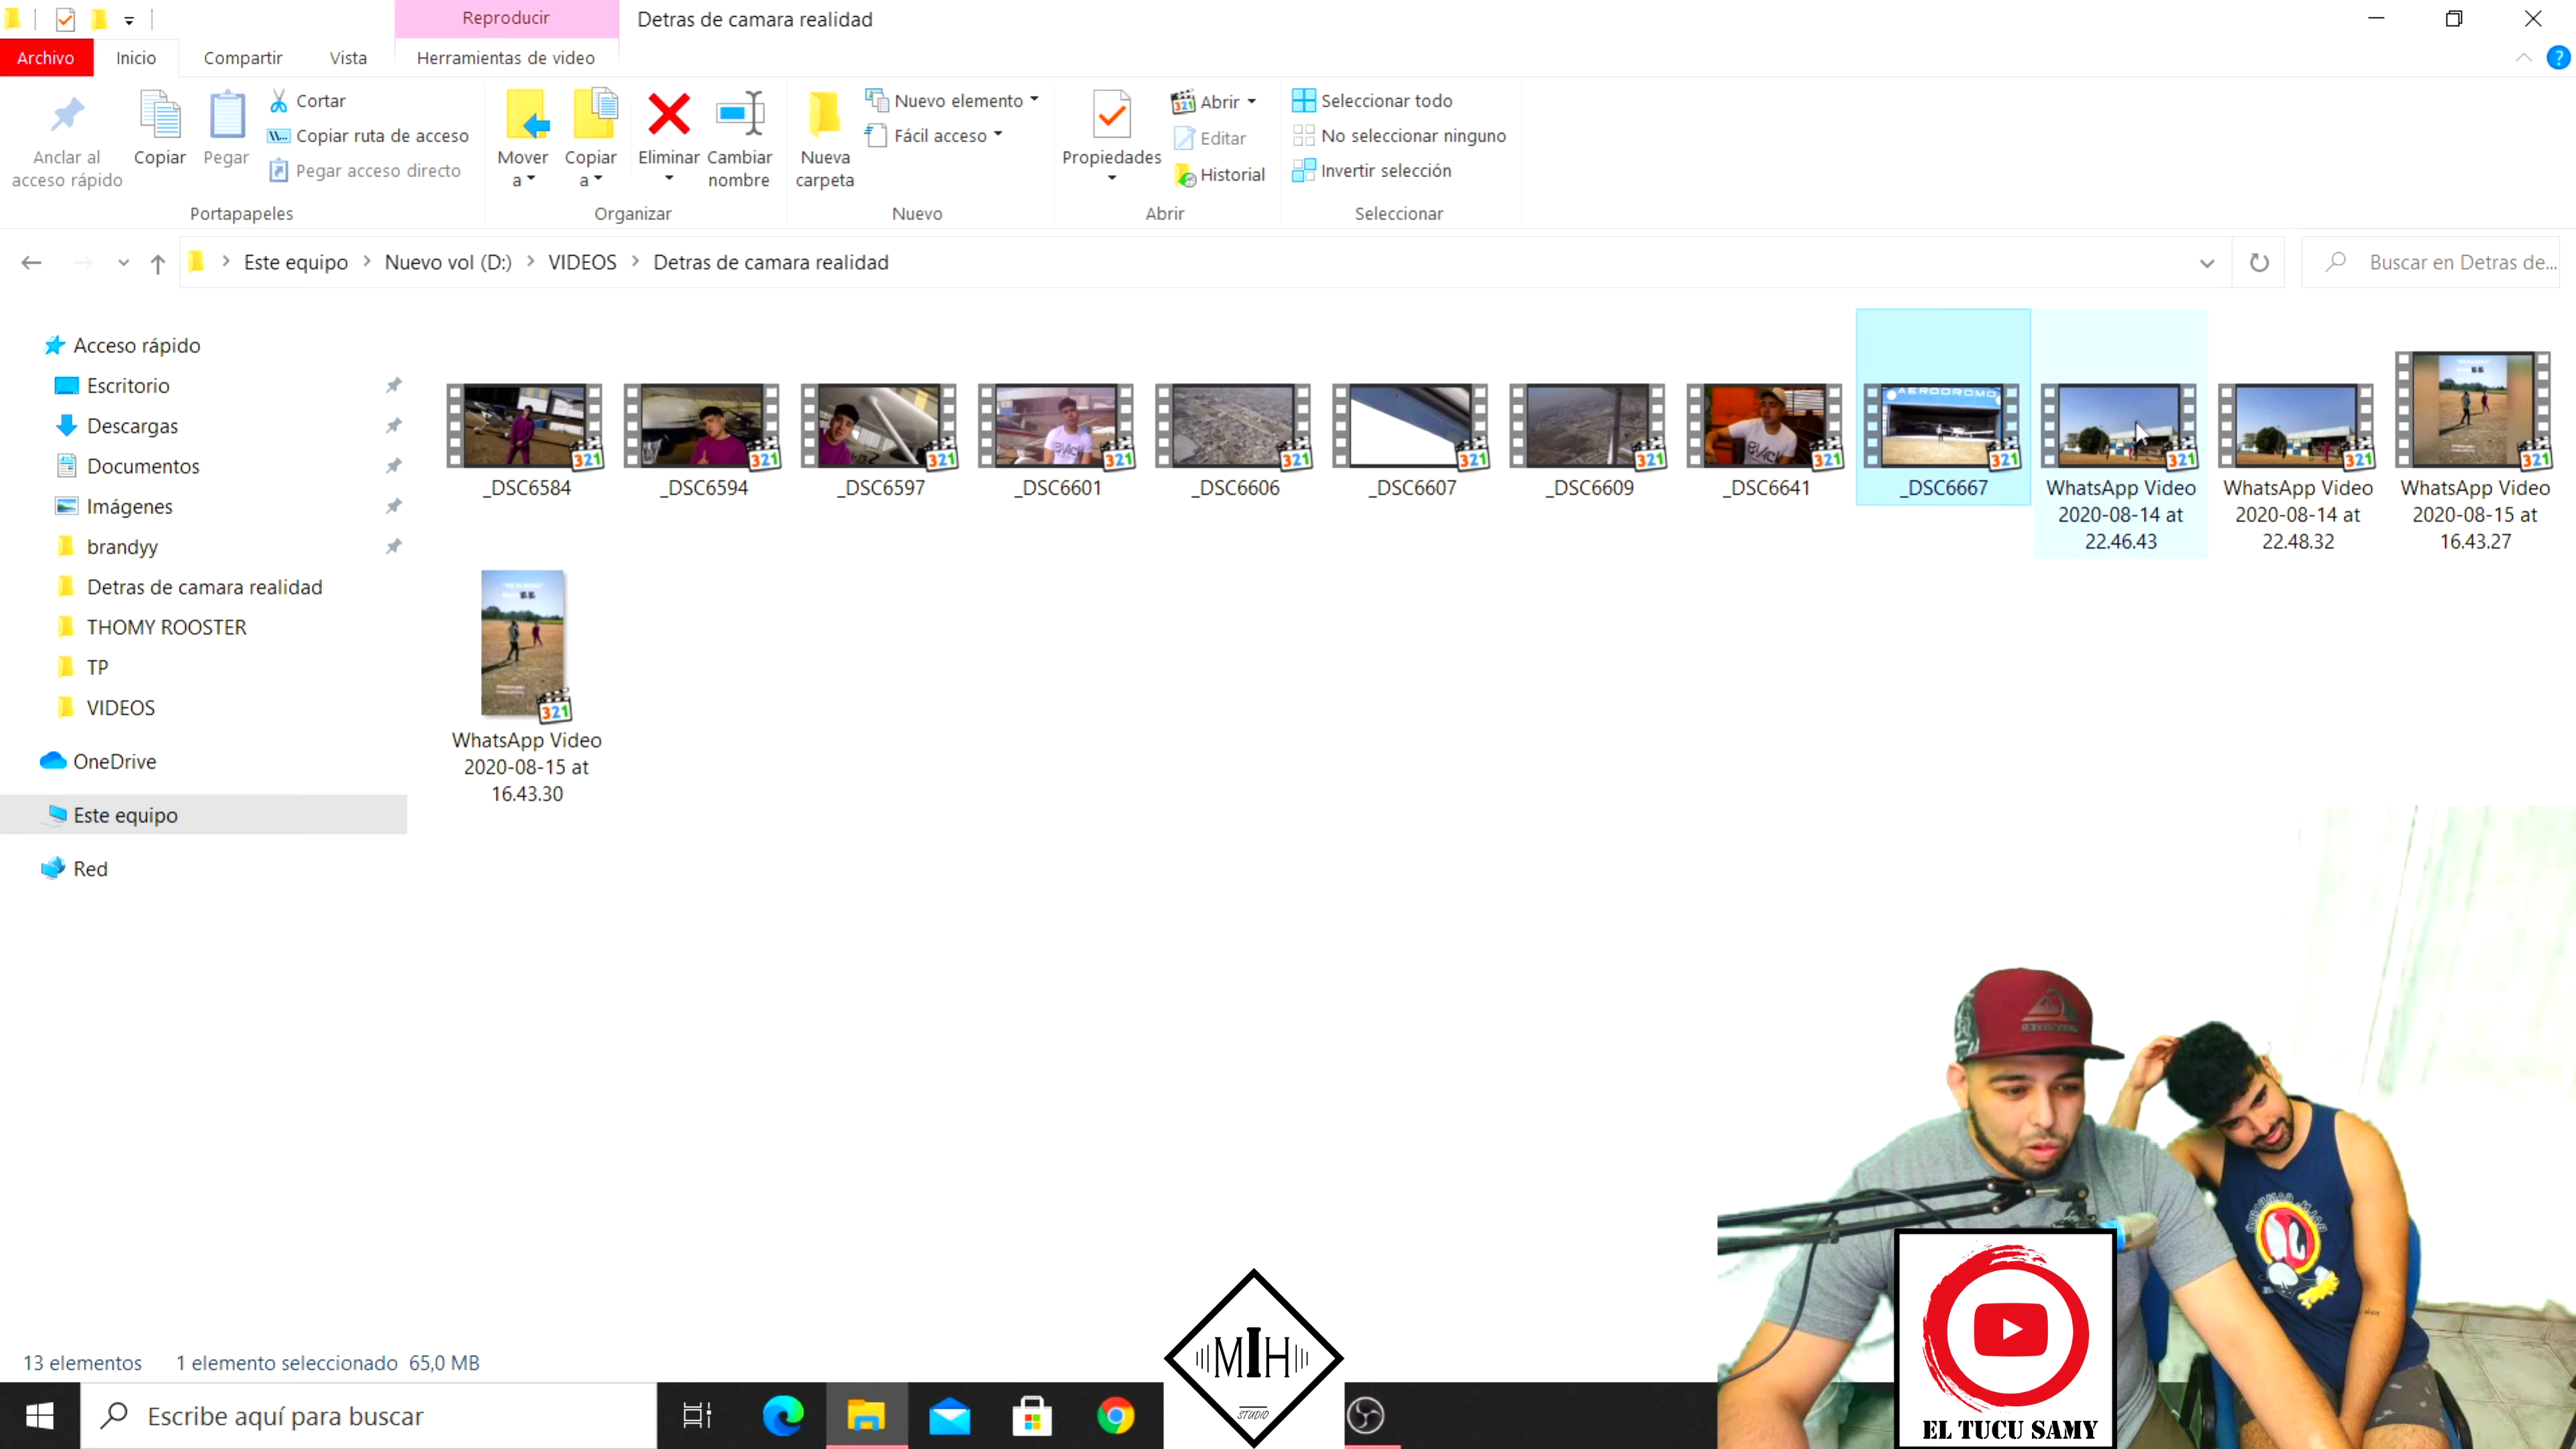 Reproducir
Detras de camara realidad
Archivo
Inicio
Compartir
Vista
Herramientas de video
Anclar al
acceso rápido
Copiar
Pegar
Cortar
Copiar ruta de acceso
Pegar acceso directo
Portapapeles
Mover
a
Copiar
a
Eliminar
Cambiar
nombre
Organizar
Nueva
carpeta
Nuevo elemento
Fácil acceso
Nuevo
Propiedades
Abrir
Editar
Historial
Abrir
Seleccionar todo
No seleccionar ninguno
Invertir selección
Seleccionar
Este equipo > Nuevo vol (D:) > VIDEOS > Detras de camara realidad
Buscar en Detras de...
Acceso rápido
Escritorio
Descargas
Documentos
Imágenes
brandyy
Detras de camara realidad
THOMY ROOSTER
TP
VIDEOS
OneDrive
Este equipo
Red
_DSC6584
_DSC6594
_DSC6597
_DSC6601
_DSC6606
_DSC6607
_DSC6609
_DSC6641
AERODROMO
_DSC6667
WhatsApp Video
2020-08-14 at
22.46.43
WhatsApp Video
2020-08-14 at
22.48.32
WhatsApp Video
2020-08-15 at
16.43.27
WhatsApp Video
2020-08-15 at
16.43.30
321
13 elementos
1 elemento seleccionado 65,0 MB
Escribe aquí para buscar
MIH
STUDIO
EL TUCU SAMY